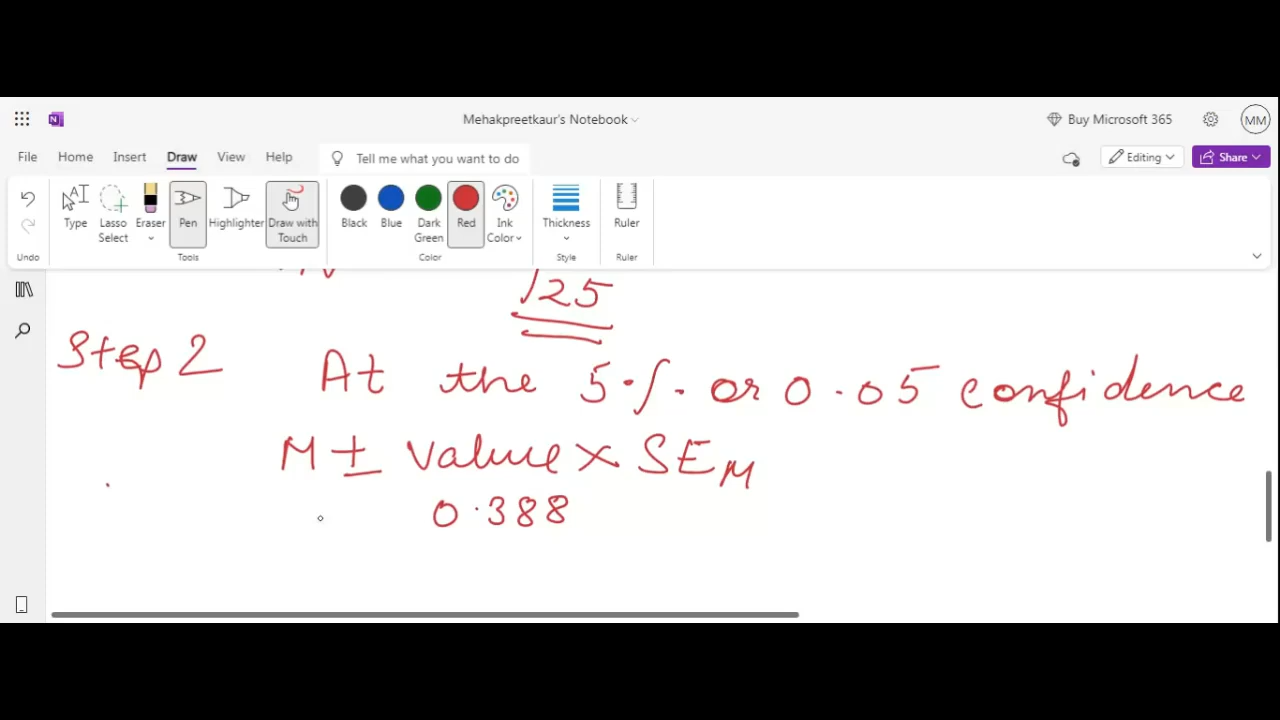 Mehakpreetkaur's Notebook
Buy Microsoft 365
MM
File Home Insert Draw View Help Tell me what you want to do Editing Share
Type Lasso Select Eraser Pen Highlighter Draw with Touch Black Blue Dark Green Red Ink Color Thickness Ruler
Undo Tools Color Style Ruler
√25
Step 2
At the 5% or 0.05 confidence
M ± value × SEM
0.388